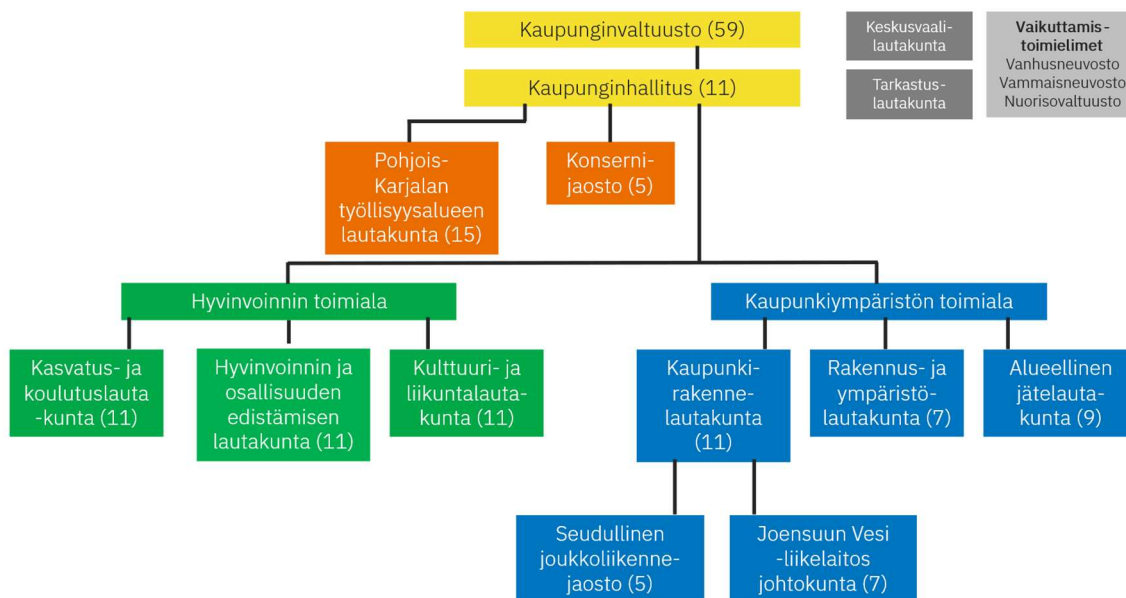 Kaupunginvaltuusto (59)
Kaupunginhallitus (11)
Keskusvaali-
lautakunta
Tarkastus-
lautakunta
Vaikuttamis-
toimielimet
Vanhusneuvosto
Vammaisneuvosto
Nuorisovaltuusto
Pohjois-
Karjalan
työllisyysalueen
lautakunta (15)
Konserni-
jaosto (5)
Hyvinvoinnin toimiala
Kaupunkiympäristön toimiala
Kasvatus- ja
koulutuslauta
-kunta (11)
Hyvinvoinnin ja
osallisuuden
edistämisen
lautakunta (11)
Kulttuuri- ja
liikuntalauta-
kunta (11)
Kaupunki-
rakenne-
lautakunta
(11)
Rakennus- ja
ympäristö-
lautakunta (7)
Alueellinen
jätelauta-
kunta (9)
Seudullinen
joukkoliikenne-
jaosto (5)
Joensuun Vesi
-liikelaitos
johtokunta (7)